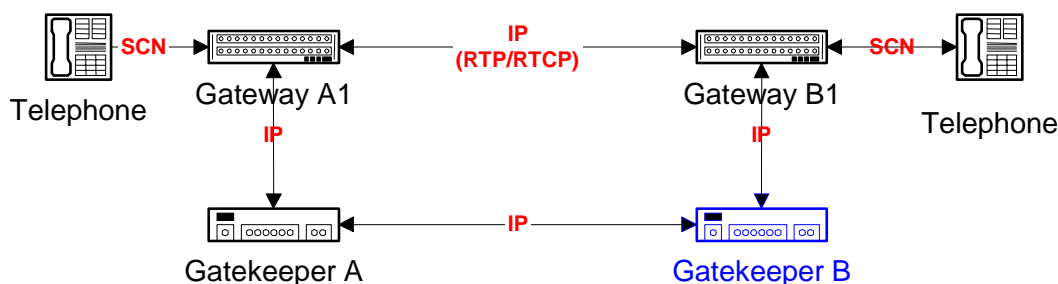 IP
(RTP/RTCP)
SCN
SCN
Gateway A1
Gateway B1
Telephone
Telephone
IP
IP
IP
Gatekeeper A
Gatekeeper B